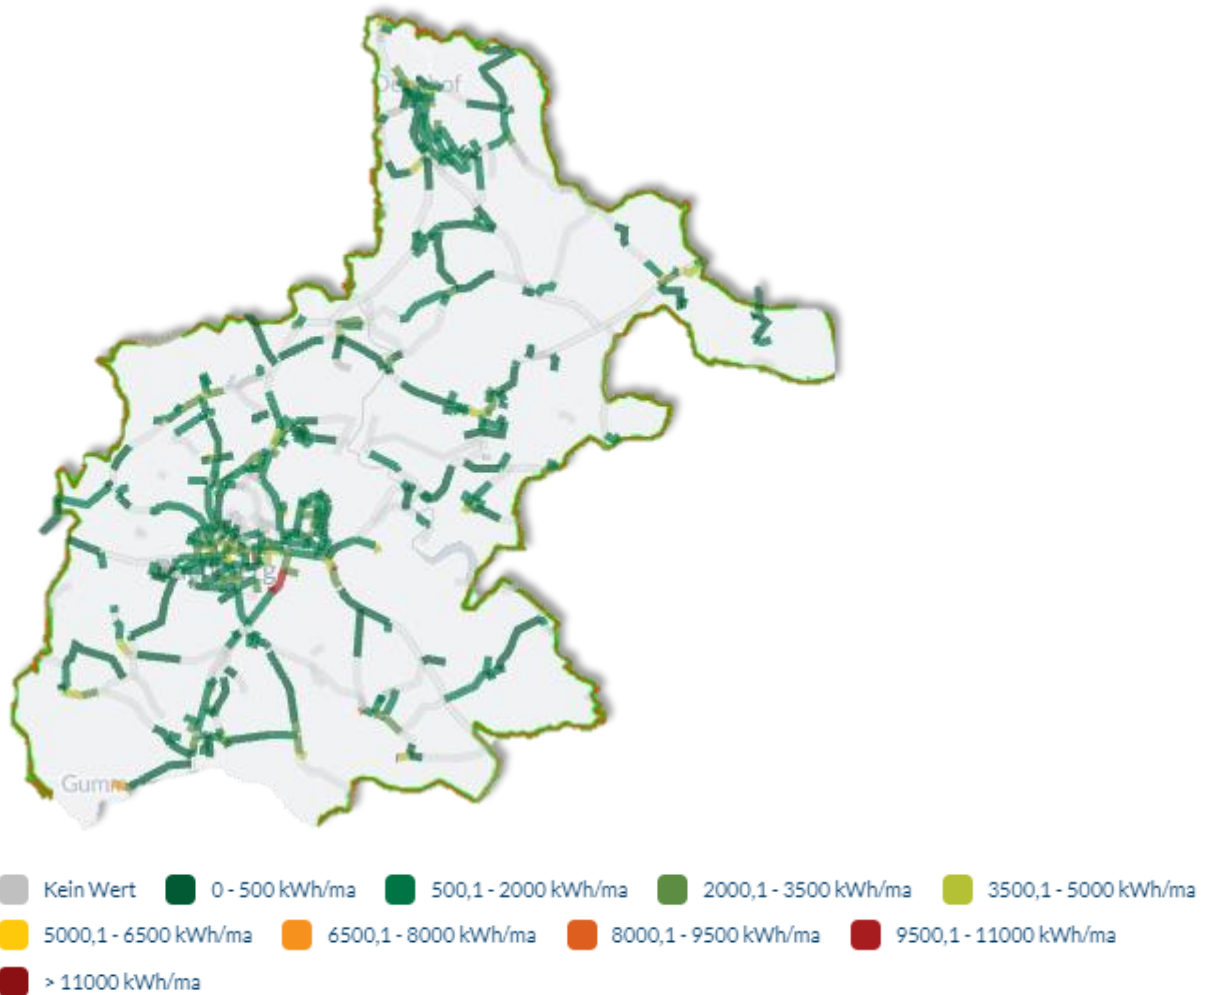 Gumm
Kein Wert
0 - 500 kWh/ma
500,1 - 2000 kWh/ma
2000,1 - 3500 kWh/ma
3500,1 - 5000 kWh/ma
5000,1 - 6500 kWh/ma
6500,1 - 8000 kWh/ma
8000,1 - 9500 kWh/ma
9500,1 - 11000 kWh/ma
> 11000 kWh/ma